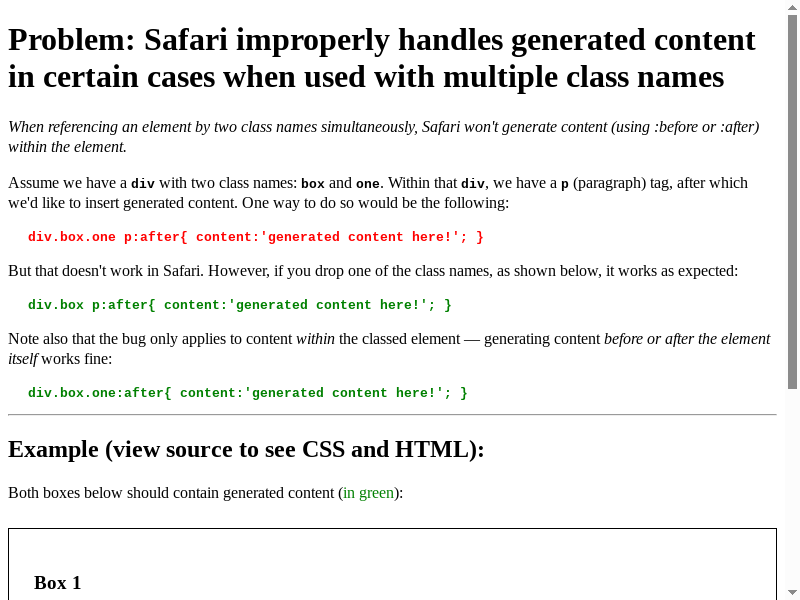 Problem: Safari improperly handles generated content
in certain cases when used with multiple class names
When referencing an element by two class names simultaneously, Safari won't generate content (using :before or :after)
within the element.
Assume we have a div with two class names: box and one. Within that div, we have a p (paragraph) tag, after which
we'd like to insert generated content. One way to do so would be the following:
div.box.one p:after{ content:'generated content here!'; }
But that doesn't work in Safari. However, if you drop one of the class names, as shown below, it works as expected:
div.box p:after{ content:'generated content here!'; }
Note also that the bug only applies to content within the classed element — generating content before or after the element
itself works fine:
div.box.one:after{ content:'generated content here!'; }
Example (view source to see CSS and HTML):
Both boxes below should contain generated content (in green):
Box 1